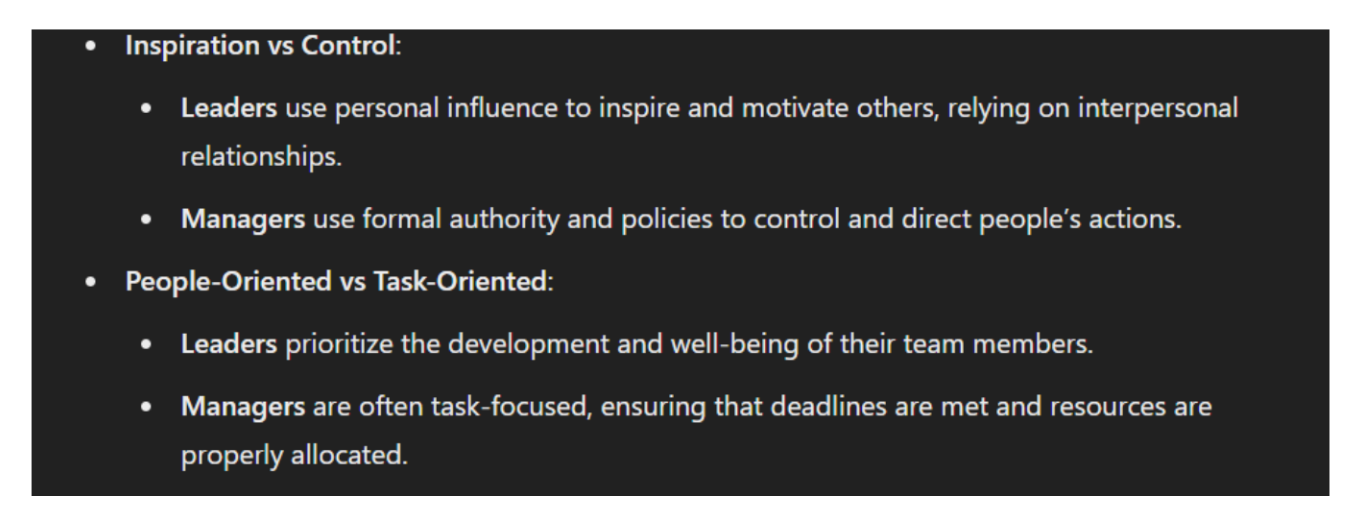 • Inspiration vs Control:
• Leaders use personal influence to inspire and motivate others, relying on interpersonal
relationships.
• Managers use formal authority and policies to control and direct people’s actions.
• People-Oriented vs Task-Oriented:
• Leaders prioritize the development and well-being of their team members.
• Managers are often task-focused, ensuring that deadlines are met and resources are
properly allocated.